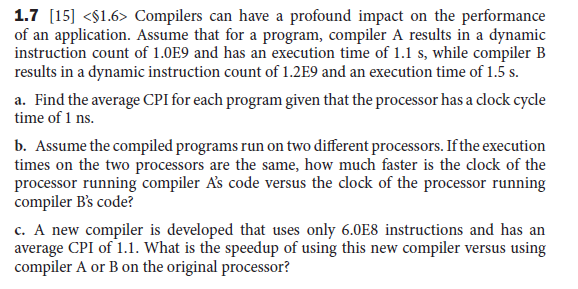 1.7 [15] <§1.6> Compilers can have a profound impact on the performance
of an application. Assume that for a program, compiler A results in a dynamic
instruction count of 1.0E9 and has an execution time of 1.1 s, while compiler B
results in a dynamic instruction count of 1.2E9 and an execution time of 1.5 s.
a. Find the average CPI for each program given that the processor has a clock cycle
time of 1 ns.
b. Assume the compiled programs run on two different processors. If the execution
times on the two processors are the same, how much faster is the clock of the
processor running compiler A's code versus the clock of the processor running
compiler B's code?
c. A new compiler is developed that uses only 6.0E8 instructions and has an
average CPI of 1.1. What is the speedup of using this new compiler versus using
compiler A or B on the original processor?